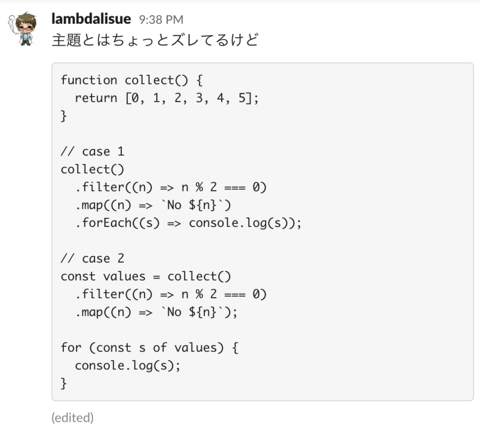 lambdalisue 9:38 PM
主題とはちょっとズレてるけど
function collect() {
  return [0, 1, 2, 3, 4, 5];
}
// case 1
collect()
  .filter((n) => n % 2 === 0)
  .map((n) => `No ${n}`)
  .forEach((s) => console.log(s));
// case 2
const values = collect()
  .filter((n) => n % 2 === 0)
  .map((n) => `No ${n}`);
for (const s of values) {
  console.log(s);
}
(edited)